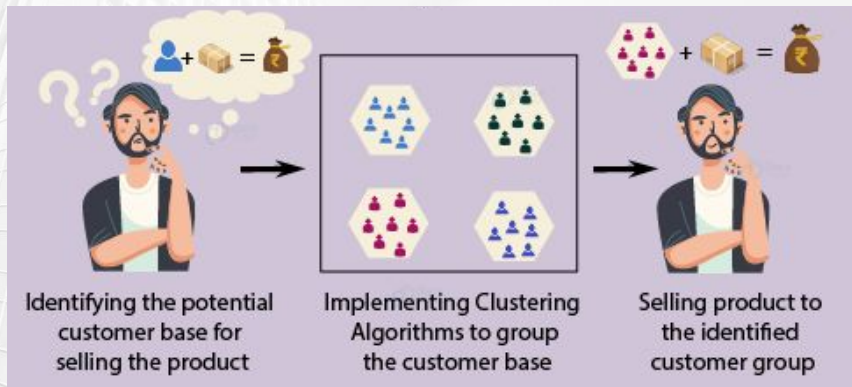 + =
₹
+ =
₹
Identifying the potential
customer base for
selling the product
Implementing Clustering
Algorithms to group
the customer base
Selling product to
the identified
customer group